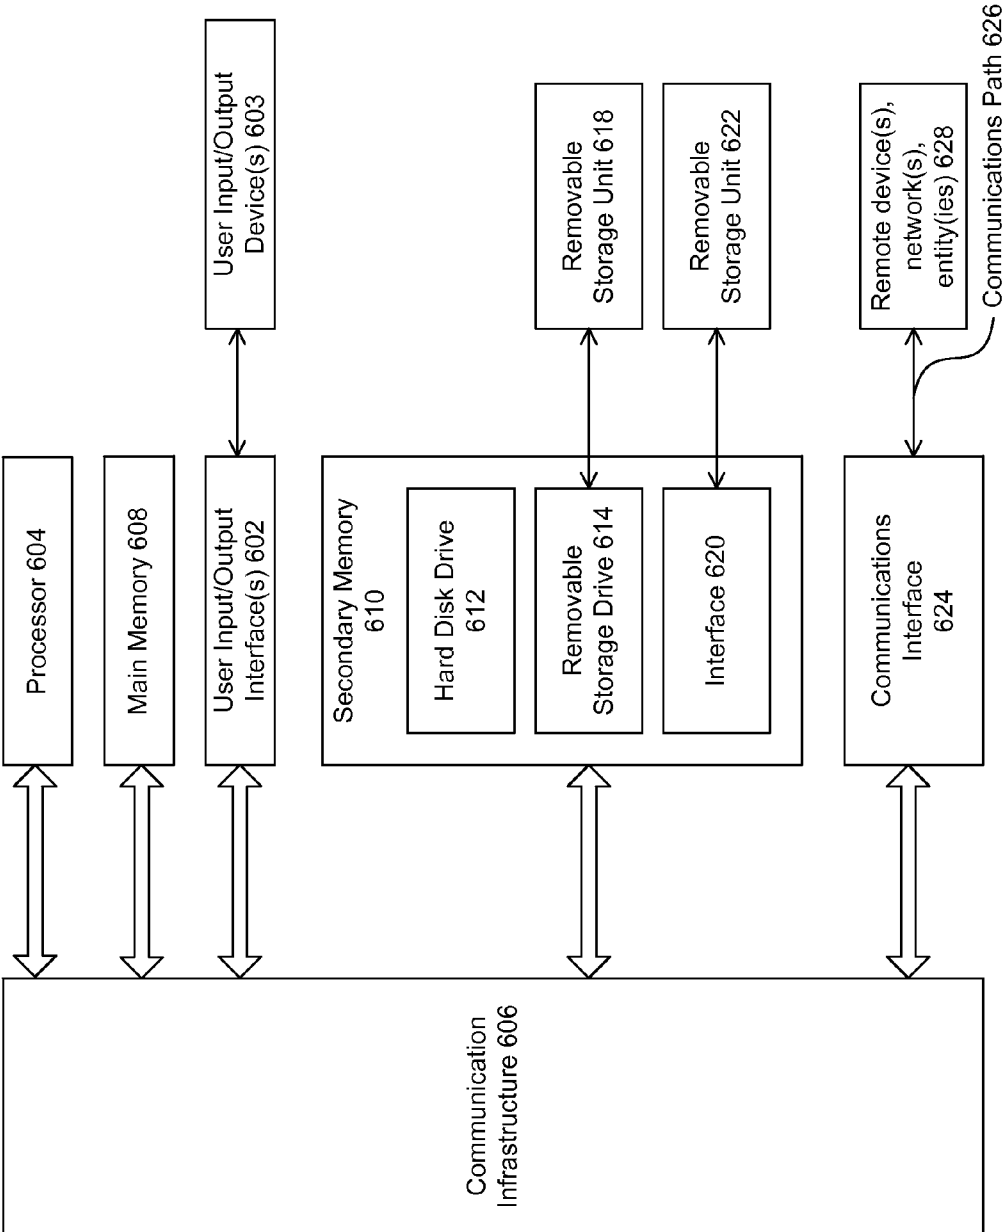 Processor 604
Main Memory 608
User Input/Output
Interface(s) 602
User Input/Output
Device(s) 603
Secondary Memory
610
Hard Disk Drive
612
Removable
Storage Drive 614
Removable
Storage Unit 618
Interface 620
Removable
Storage Unit 622
Communication
Infrastructure 606
Communications
Interface
624
Remote device(s),
network(s),
entity(ies) 628
Communications Path 626